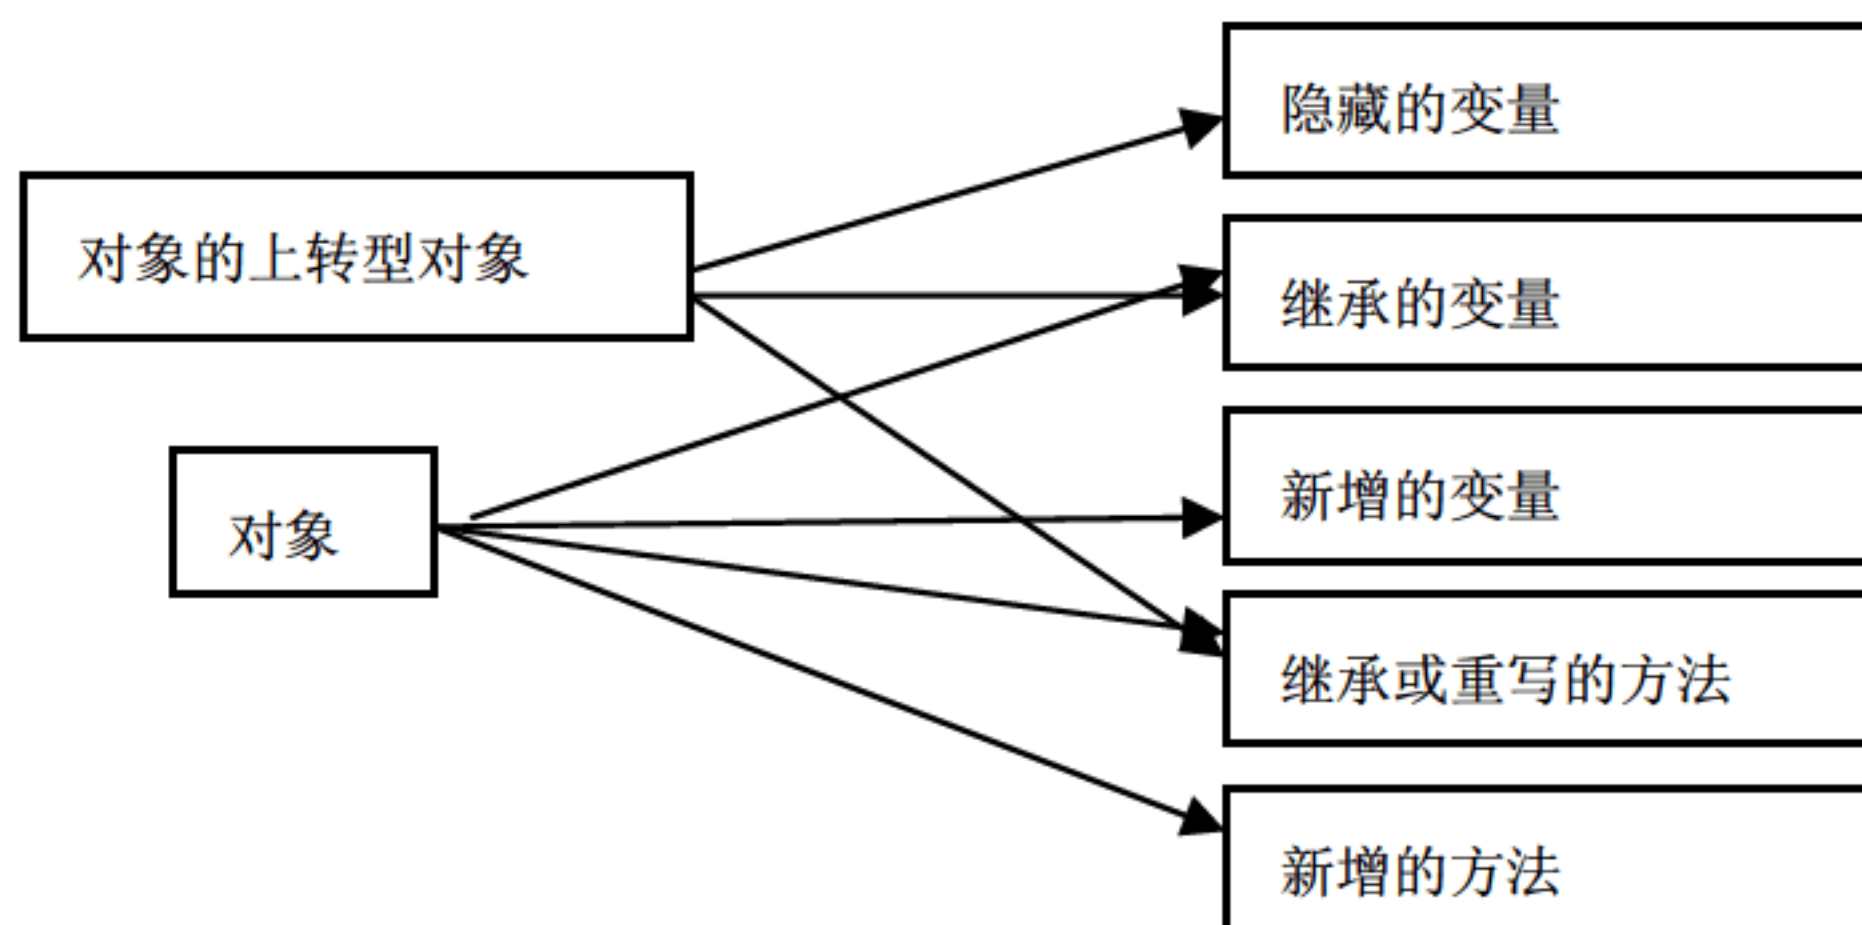 隐藏的变量
对象的上转型对象
继承的变量
新增的变量
对象
继承或重写的方法
新增的方法